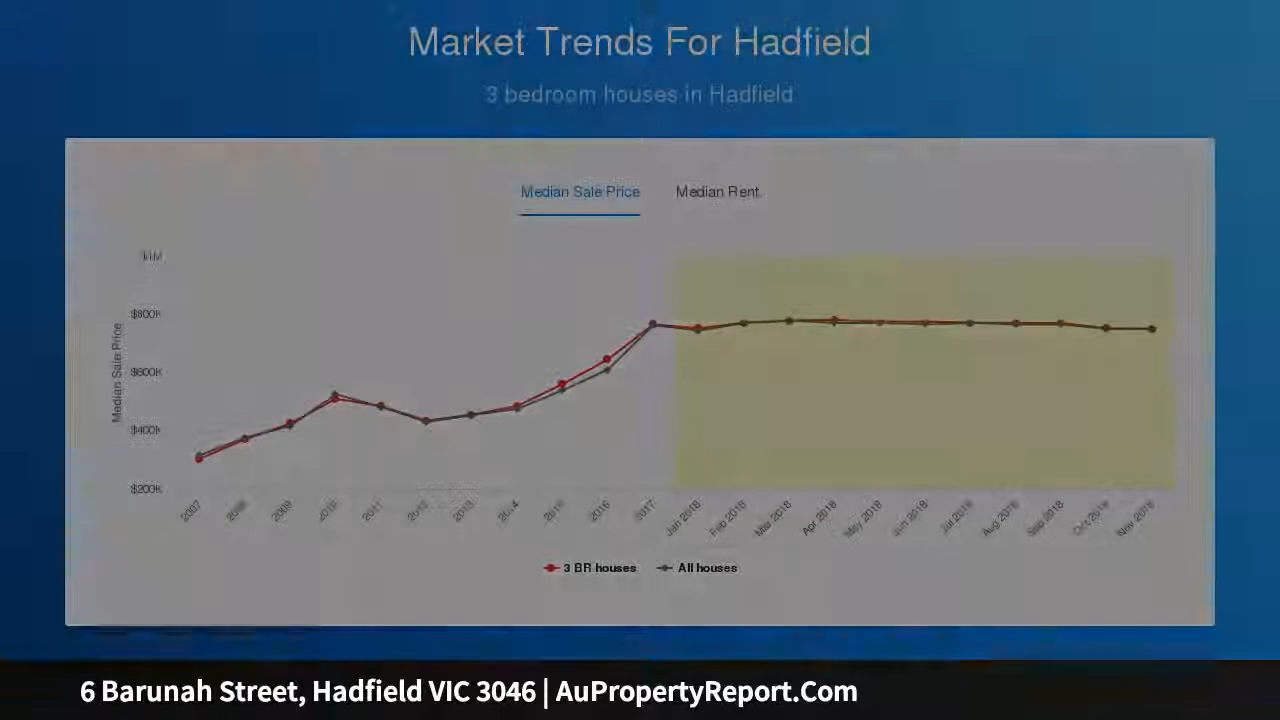 Market Trends For Hadfield
3 bedroom houses in Hadfield
Median Sale Price Median Rent
$1M
$800K
$600K
$400K
$200K
Median Sale Price
2007 2008 2009 2010 2011 2012 2013 2014 2015 2016 2017 Jan 2018 Feb 2018 Mar 2018 Apr 2018 May 2018 Jun 2018 Jul 2018 Aug 2018 Sep 2018 Oct 2018 Nov 2018
3 BR houses All houses
6 Barunah Street, Hadfield VIC 3046 | AuPropertyReport.Com